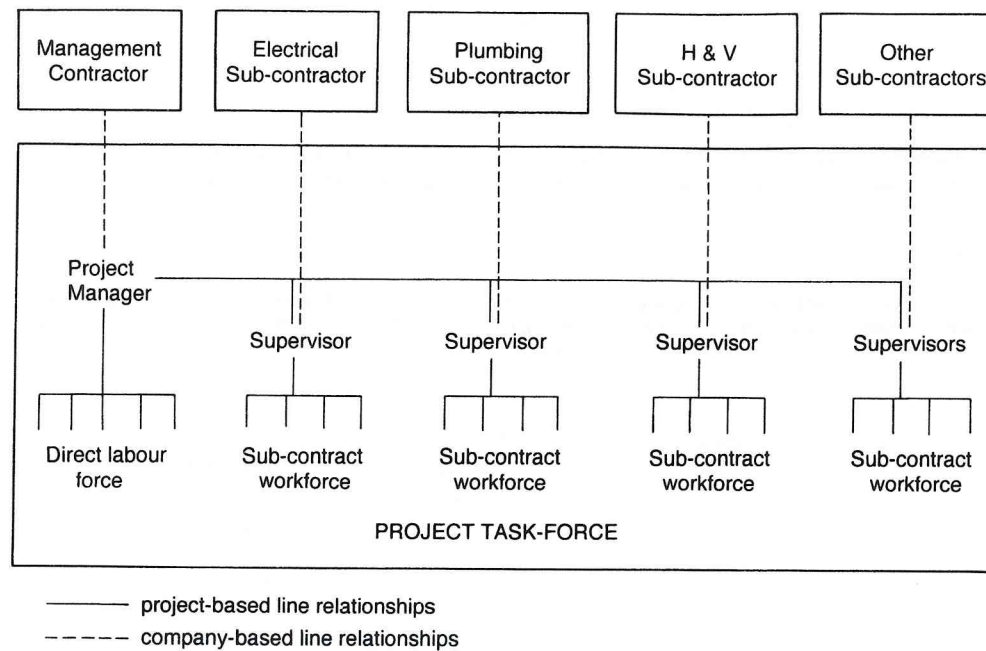 Management
Contractor
Electrical
Sub-contractor
Plumbing
Sub-contractor
H & V
Sub-contractor
Other
Sub-contractors
Project
Manager
Supervisor
Supervisor
Supervisor
Supervisors
Direct labour
force
Sub-contract
workforce
Sub-contract
workforce
Sub-contract
workforce
Sub-contract
workforce
PROJECT TASK-FORCE
project-based line relationships
company-based line relationships